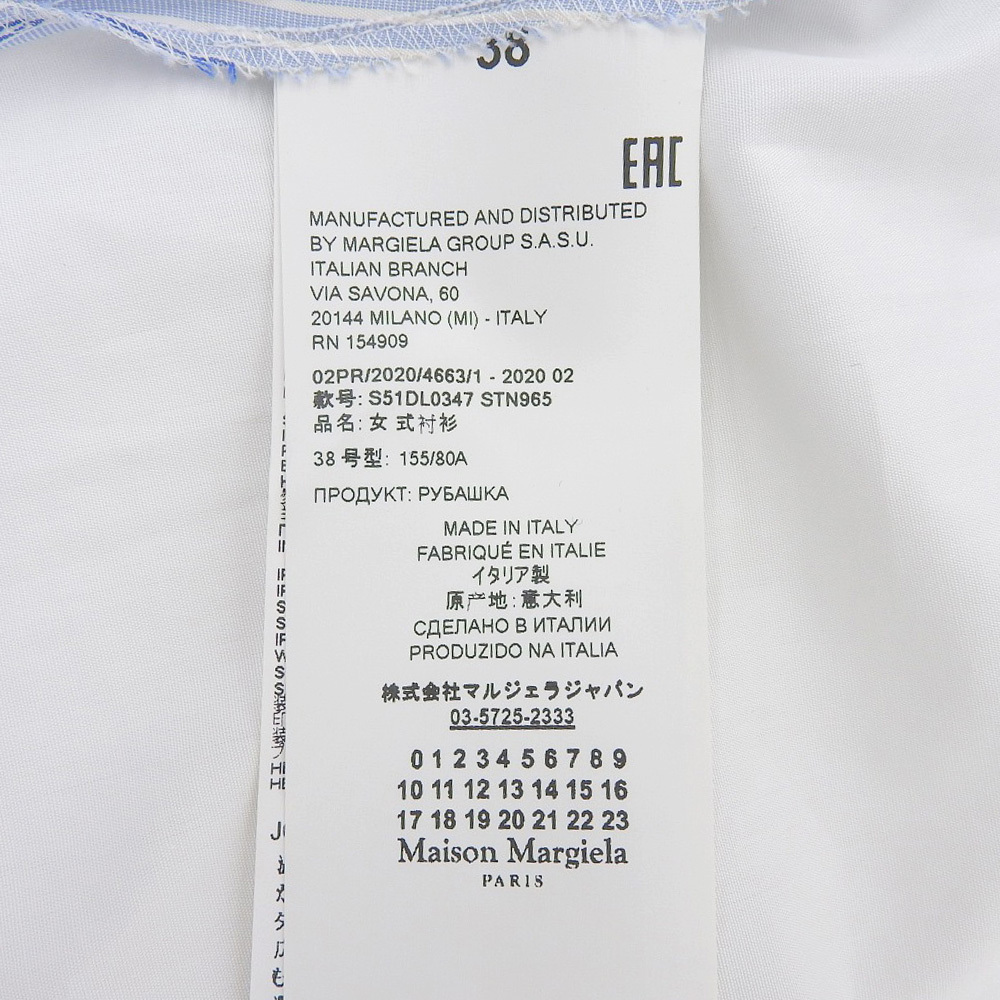 38
EAC
MANUFACTURED AND DISTRIBUTED
BY MARGIELA GROUP S.A.S.U.
ITALIAN BRANCH
VIA SAVONA, 60
20144 MILANO (MI) - ITALY
RN 154909
02PR/2020/4663/1 - 2020 02
款号: S51DL0347 STN965
品名: 女式衬衫
38 号型: 155/80A
ПРОДУКТ: РУБАШКА
MADE IN ITALY
FABRIQUÉ EN ITALIE
イタリア製
原产地:意大利
СДЕЛАНО В ИТАЛИИ
PRODUZIDO NA ITALIA
株式会社マルジェラジャパン
03-5725-2333
0 1 2 3 4 5 6 7 8 9
10 11 12 13 14 15 16
17 18 19 20 21 22 23
Maison Margiela
PARIS